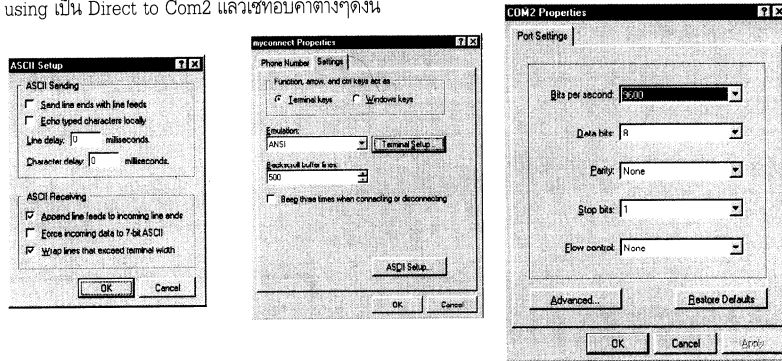 using เป็น Direct to Com2 แล้วเซทอบค่าต่างๆดังนี้
ASCII Setup
ASCII Sending
Send line ends with line feeds
Echo typed characters locally
Line delay: 0 milliseconds.
Character delay: 0 milliseconds.
ASCII Receiving
Append line feeds to incoming line ends
Force incoming data to 7-bit ASCII
Wrap lines that exceed terminal width
OK Cancel
myconnect Properties
Phone Number Settings
Function, arrow, and ctrl keys act as
Terminal keys Windows keys
Emulation:
ANSI Terminal Setup...
Backscroll buffer lines:
500
Beep three times when connecting or disconnecting
ASCII Setup...
OK Cancel
COM2 Properties
Port Settings
Bits per second: 9600
Data bits: 8
Parity: None
Stop bits: 1
Flow control: None
Advanced... Restore Defaults
OK Cancel Apply